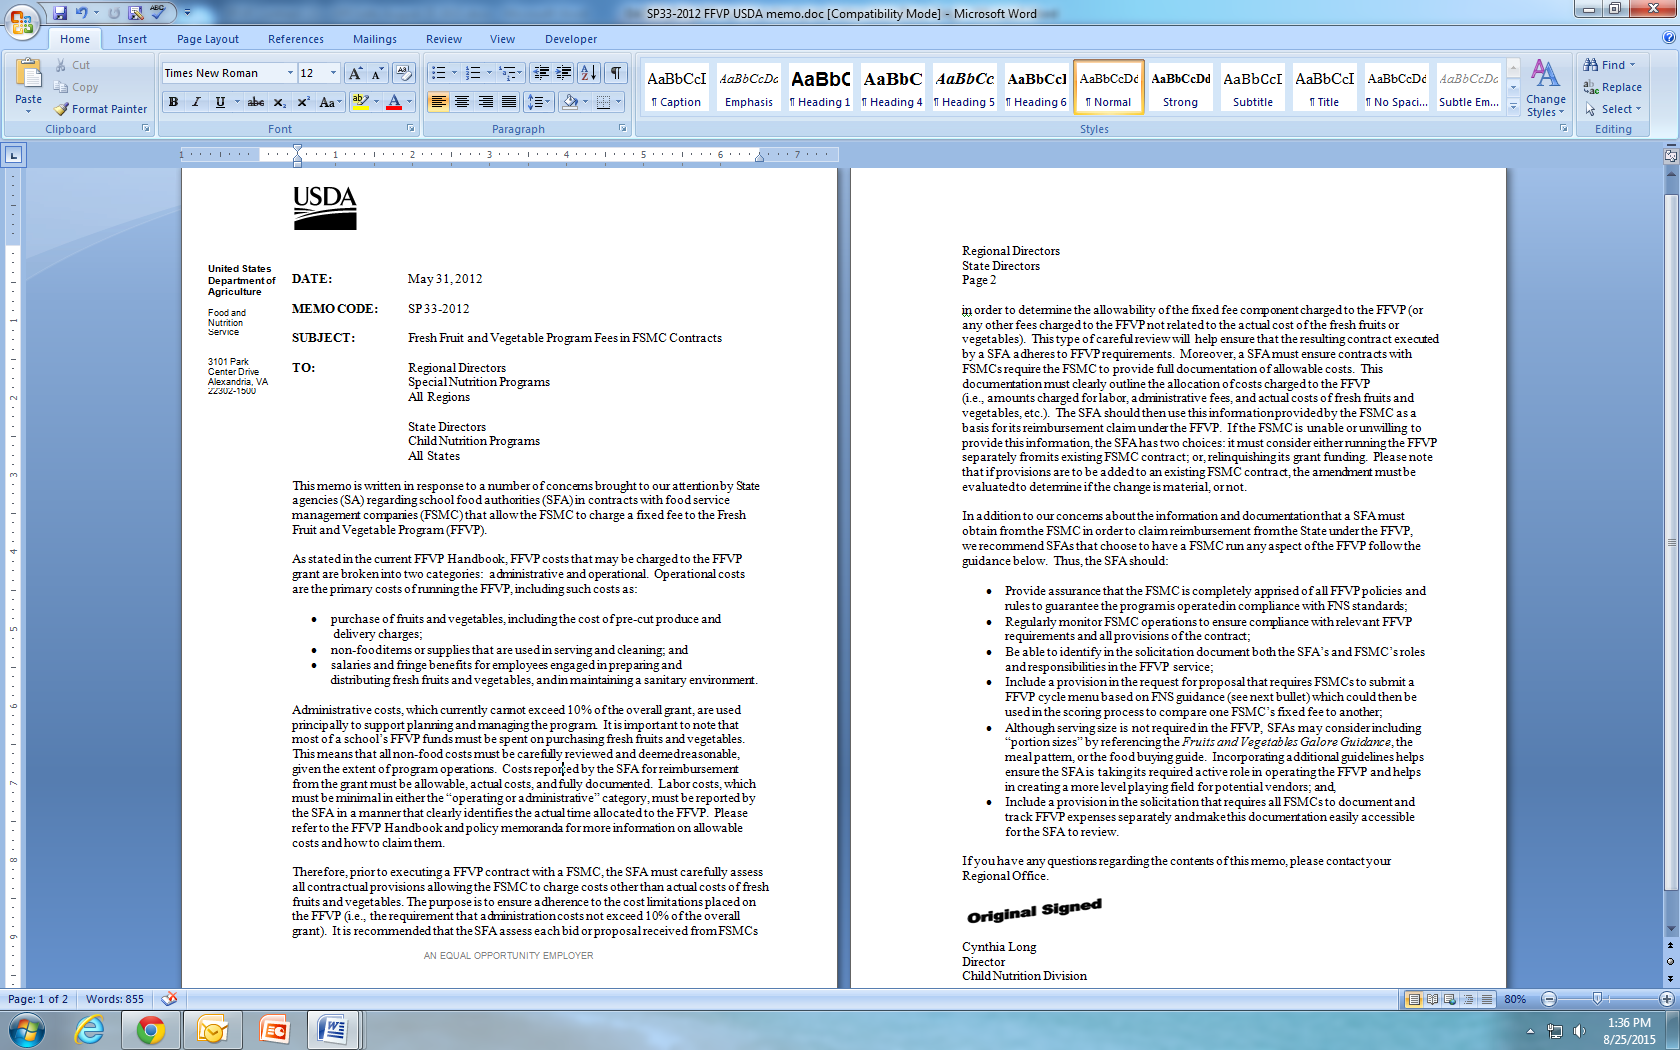 SP33-2012 FFVP USDA memo.doc [Compatibility Mode] - Microsoft Word
Home Insert Page Layout References Mailings Review View Developer
Paste
Cut
Copy
Format Painter
Clipboard
Times New Roman 12
Font
Paragraph
AaBbCcI AaBbCcDc AaBbC AaBbC AaBbCc AaBbCcI AaBbCcDd AaBbCcDd AaBbCcI AaBbCcI AaBbCcDd AaBbCcDc
¶ Caption Emphasis ¶ Heading 1 ¶ Heading 4 ¶ Heading 5 ¶ Heading 6 ¶ Normal Strong Subtitle ¶ Title ¶ No Spaci... Subtle Em...
Change
Styles
Styles
Find
Replace
Select
Editing
1 1 2 3 4 5 6 7
USDA
United States
Department of
Agriculture
Food and
Nutrition
Service
3101 Park
Center Drive
Alexandria, VA
22302-1500
DATE: May 31, 2012
MEMO CODE: SP 33-2012
SUBJECT: Fresh Fruit and Vegetable Program Fees in FSMC Contracts
TO: Regional Directors
Special Nutrition Programs
All Regions
State Directors
Child Nutrition Programs
All States
This memo is written in response to a number of concerns brought to our attention by State
agencies (SA) regarding school food authorities (SFA) in contracts with food service
management companies (FSMC) that allow the FSMC to charge a fixed fee to the Fresh
Fruit and Vegetable Program (FFVP).
As stated in the current FFVP Handbook, FFVP costs that may be charged to the FFVP
grant are broken into two categories: administrative and operational. Operational costs
are the primary costs of running the FFVP, including such costs as:
• purchase of fruits and vegetables, including the cost of pre-cut produce and
delivery charges;
• non-food items or supplies that are used in serving and cleaning; and
• salaries and fringe benefits for employees engaged in preparing and
distributing fresh fruits and vegetables, and in maintaining a sanitary environment.
Administrative costs, which currently cannot exceed 10% of the overall grant, are used
principally to support planning and managing the program. It is important to note that
most of a school's FFVP funds must be spent on purchasing fresh fruits and vegetables.
This means that all non-food costs must be carefully reviewed and deemed reasonable,
given the extent of program operations. Costs reported by the SFA for reimbursement
from the grant must be allowable, actual costs, and fully documented. Labor costs, which
must be minimal in either the “operating or administrative” category, must be reported by
the SFA in a manner that clearly identifies the actual time allocated to the FFVP. Please
refer to the FFVP Handbook and policy memoranda for more information on allowable
costs and how to claim them.
Therefore, prior to executing a FFVP contract with a FSMC, the SFA must carefully assess
all contractual provisions allowing the FSMC to charge costs other than actual costs of fresh
fruits and vegetables. The purpose is to ensure adherence to the cost limitations placed on
the FFVP (i.e., the requirement that administration costs not exceed 10% of the overall
grant). It is recommended that the SFA assess each bid or proposal received from FSMCs
AN EQUAL OPPORTUNITY EMPLOYER
Regional Directors
State Directors
Page 2
in order to determine the allowability of the fixed fee component charged to the FFVP (or
any other fees charged to the FFVP not related to the actual cost of the fresh fruits or
vegetables). This type of careful review will help ensure that the resulting contract executed
by a SFA adheres to FFVP requirements. Moreover, a SFA must ensure contracts with
FSMCs require the FSMC to provide full documentation of allowable costs. This
documentation must clearly outline the allocation of costs charged to the FFVP
(i.e., amounts charged for labor, administrative fees, and actual costs of fresh fruits and
vegetables, etc.). The SFA should then use this information provided by the FSMC as a
basis for its reimbursement claim under the FFVP. If the FSMC is unable or unwilling to
provide this information, the SFA has two choices: it must consider either running the FFVP
separately from its existing FSMC contract; or, relinquishing its grant funding. Please note
that if provisions are to be added to an existing FSMC contract, the amendment must be
evaluated to determine if the change is material, or not.
In addition to our concerns about the information and documentation that a SFA must
obtain from the FSMC in order to claim reimbursement from the State under the FFVP,
we recommend SFAs that choose to have a FSMC run any aspect of the FFVP follow the
guidance below. Thus, the SFA should:
• Provide assurance that the FSMC is completely apprised of all FFVP policies and
rules to guarantee the program is operated in compliance with FNS standards;
• Regularly monitor FSMC operations to ensure compliance with relevant FFVP
requirements and all provisions of the contract;
• Be able to identify in the solicitation document both the SFA's and FSMC's roles
and responsibilities in the FFVP service;
• Include a provision in the request for proposal that requires FSMCs to submit a
FFVP cycle menu based on FNS guidance (see next bullet) which could then be
used in the scoring process to compare one FSMC's fixed fee to another;
• Although serving size is not required in the FFVP, SFAs may consider including
“portion sizes” by referencing the Fruits and Vegetables Galore Guidance, the
meal pattern, or the food buying guide. Incorporating additional guidelines helps
ensure the SFA is taking its required active role in operating the FFVP and helps
in creating a more level playing field for potential vendors; and,
• Include a provision in the solicitation that requires all FSMCs to document and
track FFVP expenses separately and make this documentation easily accessible
for the SFA to review.
If you have any questions regarding the contents of this memo, please contact your
Regional Office.
Original Signed
Cynthia Long
Director
Child Nutrition Division
Page: 1 of 2 Words: 855 80%
1:36 PM
8/25/2015